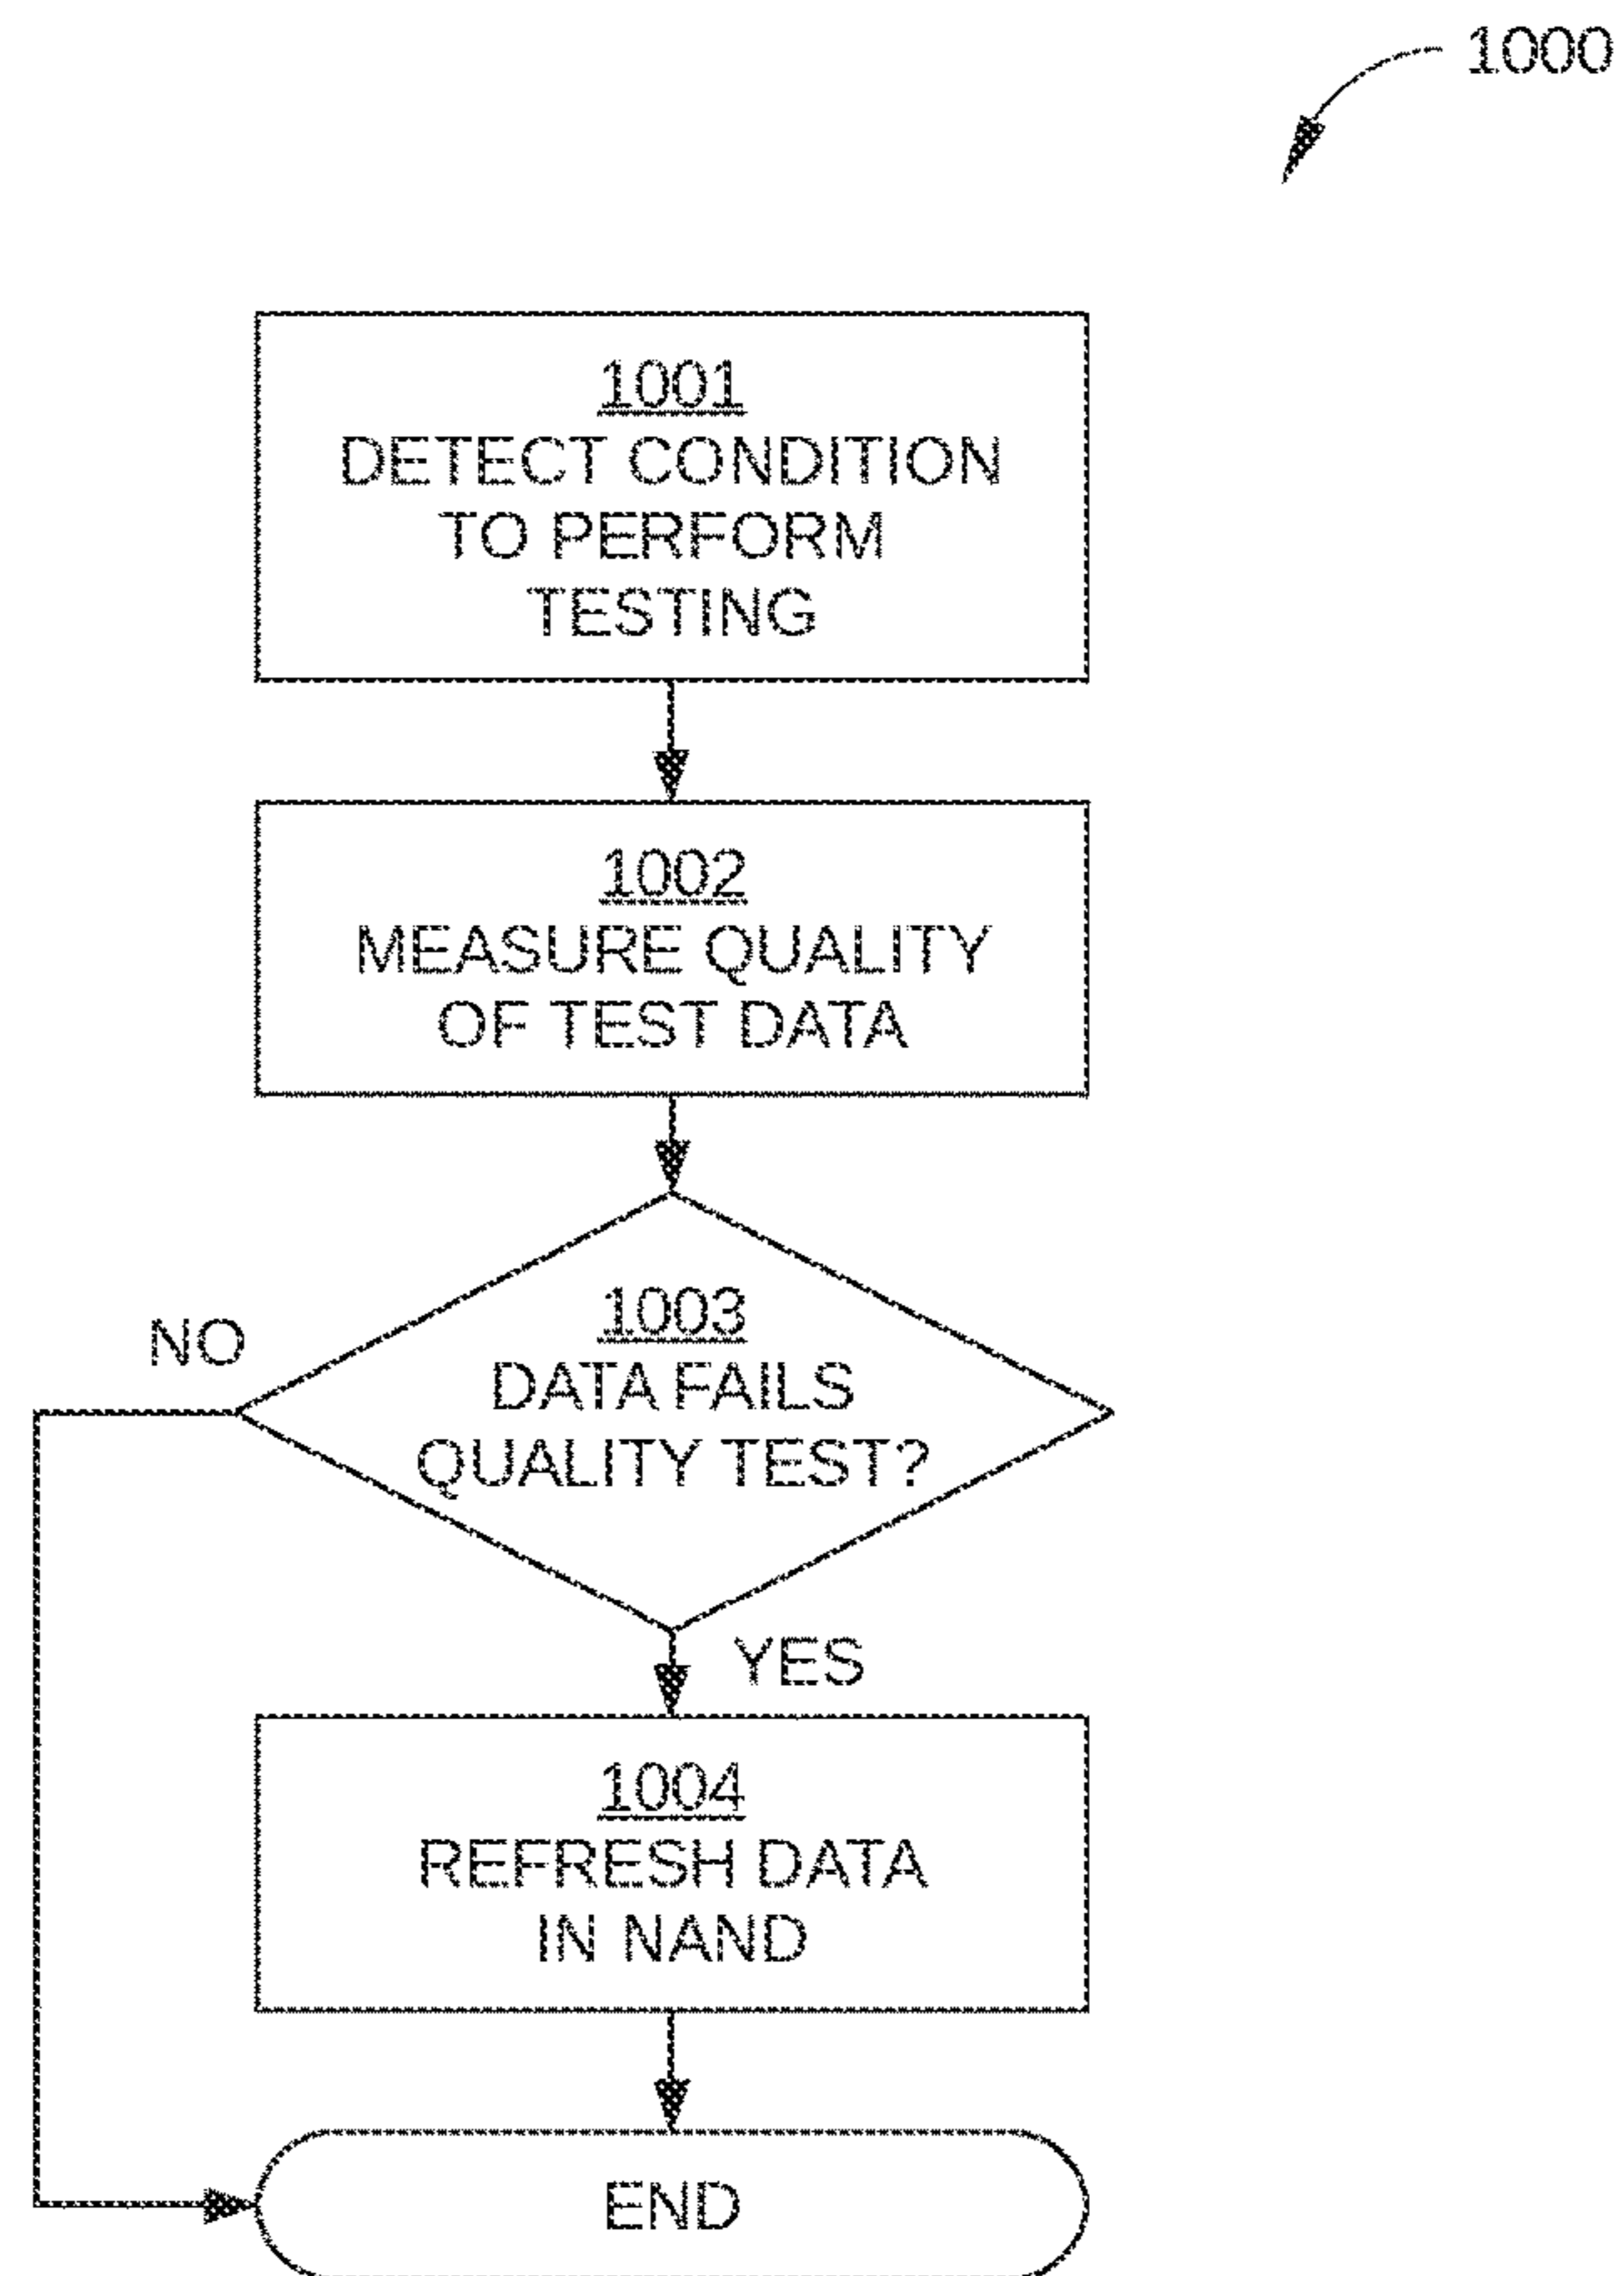 1000
1001
DETECT CONDITION
TO PERFORM
TESTING
1002
MEASURE QUALITY
OF TEST DATA
1003
DATA FAILS
QUALITY TEST?
NO
YES
1004
REFRESH DATA
IN NAND
END